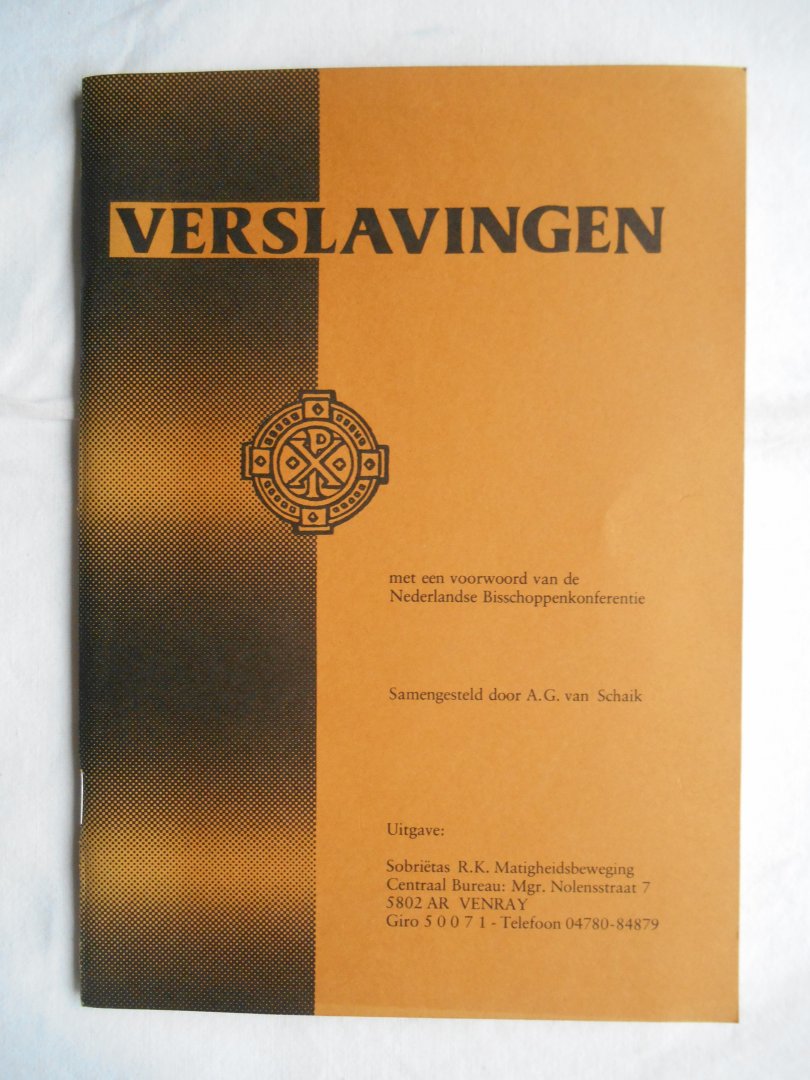 VERSLAVINGEN
met een voorwoord van de
Nederlandse Bisschoppenkonferentie
Samengesteld door A.G. van Schaik
Uitgave:
Sobriëtas R.K. Matigheidsbeweging
Centraal Bureau: Mgr. Nolensstraat 7
5802 AR VENRAY
Giro 5 0 0 7 1 - Telefoon 04780-84879